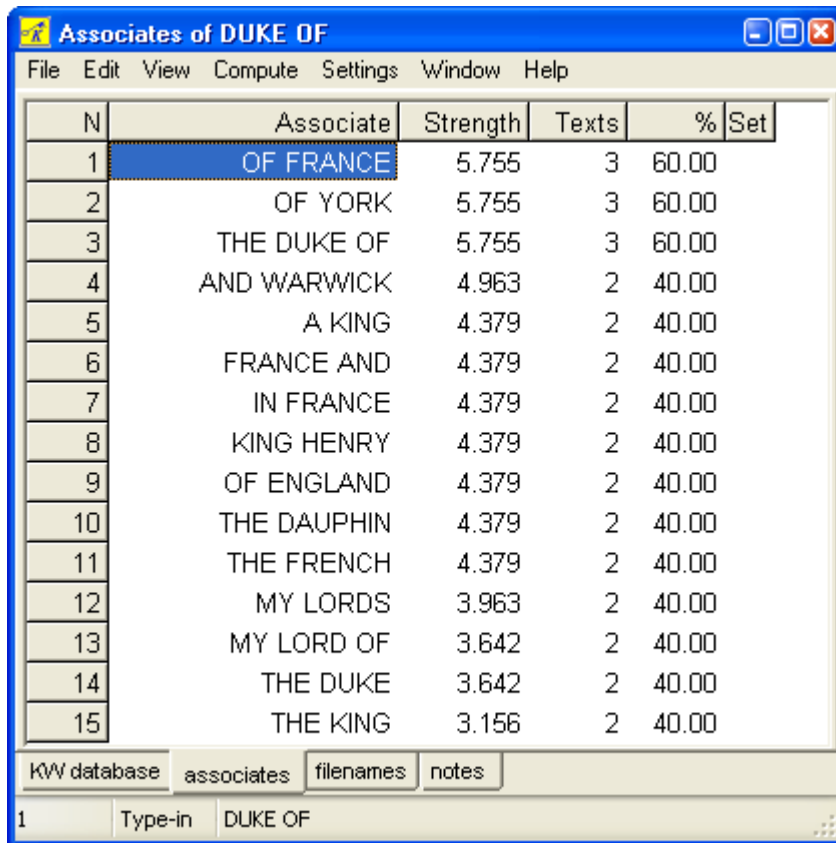 Associates of DUKE OF
File Edit View Compute Settings Window Help
N Associate Strength Texts % Set
1 OF FRANCE 5.755 3 60.00
2 OF YORK 5.755 3 60.00
3 THE DUKE OF 5.755 3 60.00
4 AND WARWICK 4.963 2 40.00
5 A KING 4.379 2 40.00
6 FRANCE AND 4.379 2 40.00
7 IN FRANCE 4.379 2 40.00
8 KING HENRY 4.379 2 40.00
9 OF ENGLAND 4.379 2 40.00
10 THE DAUPHIN 4.379 2 40.00
11 THE FRENCH 4.379 2 40.00
12 MY LORDS 3.963 2 40.00
13 MY LORD OF 3.642 2 40.00
14 THE DUKE 3.642 2 40.00
15 THE KING 3.156 2 40.00
KW database associates filenames notes
1 Type-in DUKE OF